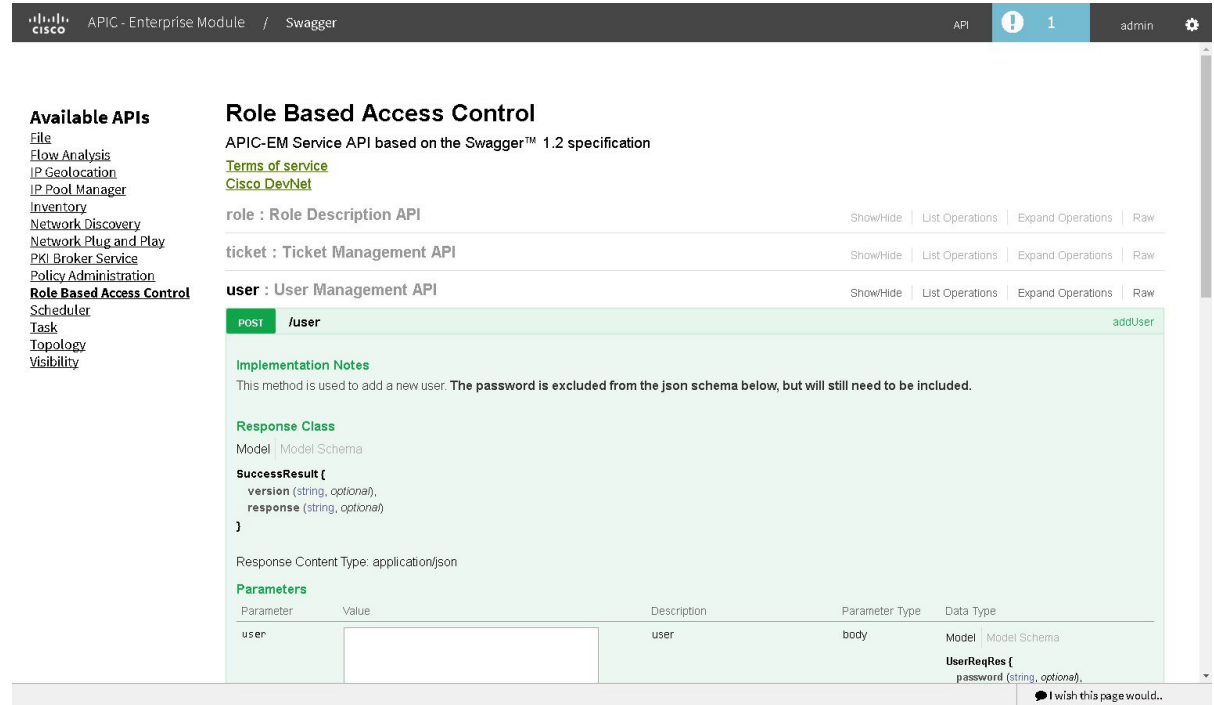 cisco APIC - Enterprise Module / Swagger API 1 admin
Available APIs
File
Flow Analysis
IP Geolocation
IP Pool Manager
Inventory
Network Discovery
Network Plug and Play
PKI Broker Service
Policy Administration
Role Based Access Control
Scheduler
Task
Topology
Visibility
Role Based Access Control
APIC-EM Service API based on the Swagger™ 1.2 specification
Terms of service
Cisco DevNet
role : Role Description API Show/Hide List Operations Expand Operations Raw
ticket : Ticket Management API Show/Hide List Operations Expand Operations Raw
user : User Management API Show/Hide List Operations Expand Operations Raw
POST /user addUser
Implementation Notes
This method is used to add a new user. The password is excluded from the json schema below, but will still need to be included.
Response Class
Model Model Schema
SuccessResult {
version (string, optional),
response (string, optional)
}
Response Content Type: application/json
Parameters
Parameter Value Description Parameter Type Data Type
user user body Model Model Schema
UserReqRes {
password (string, optional),
I wish this page would..